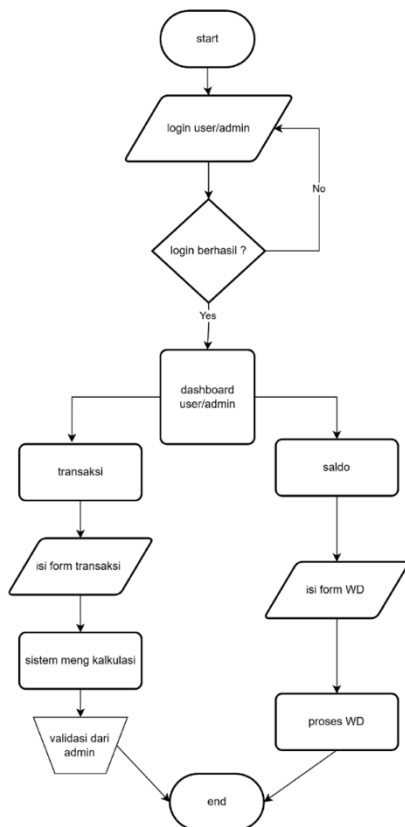 start
login user/admin
No
login berhasil ?
Yes
dashboard
user/admin
transaksi
saldo
isi form transaksi
isi form WD
sistem meng kalkulasi
proses WD
validasi dari
admin
end